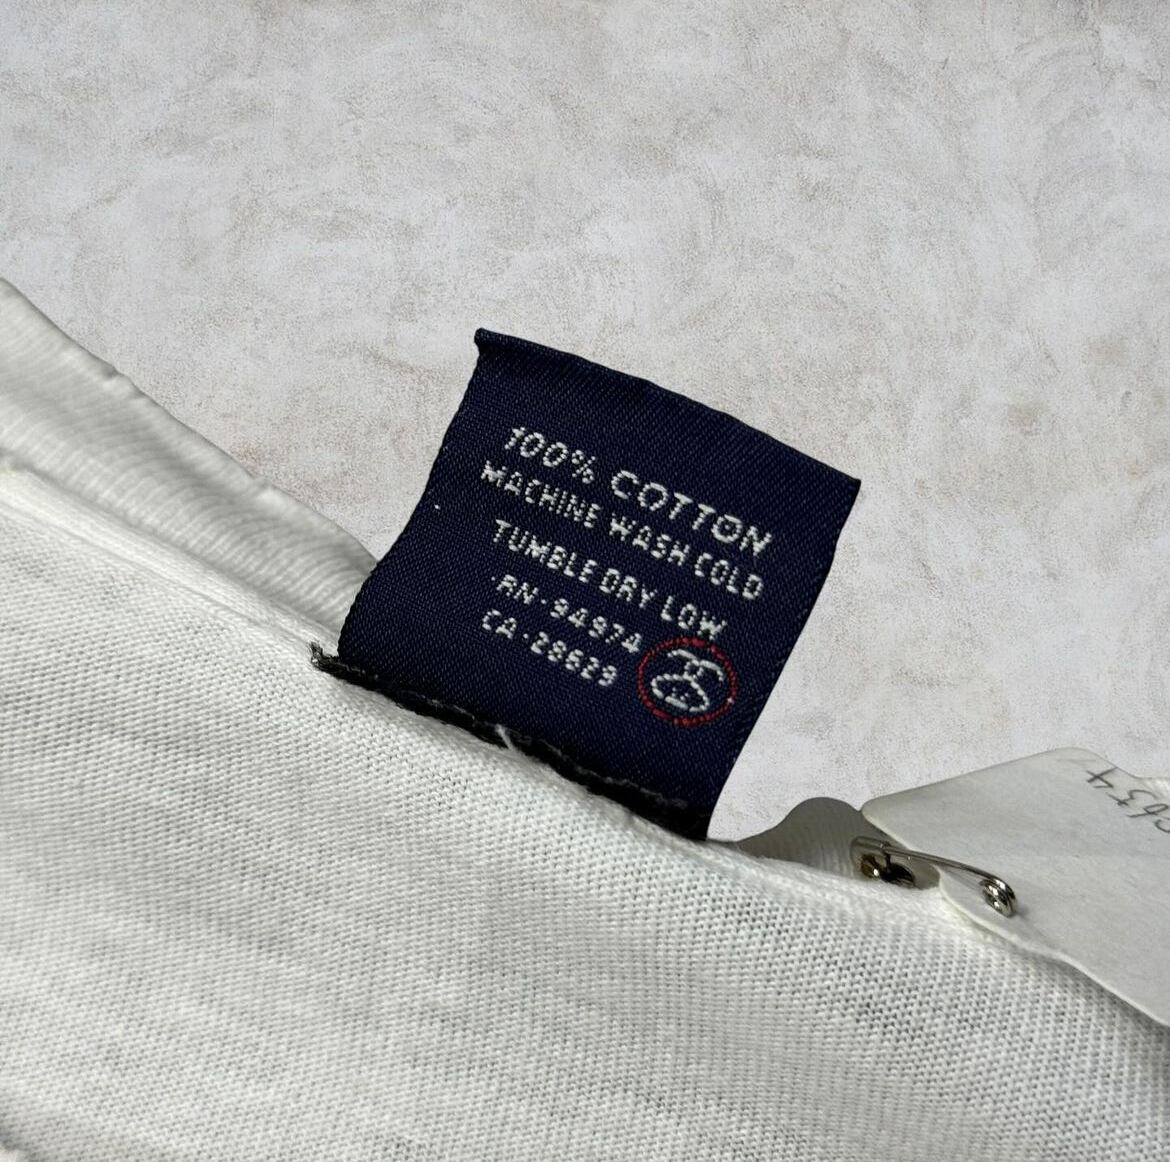 100% COTTON
MACHINE WASH COLD
TUMBLE DRY LOW
RN-94974
CA-28629